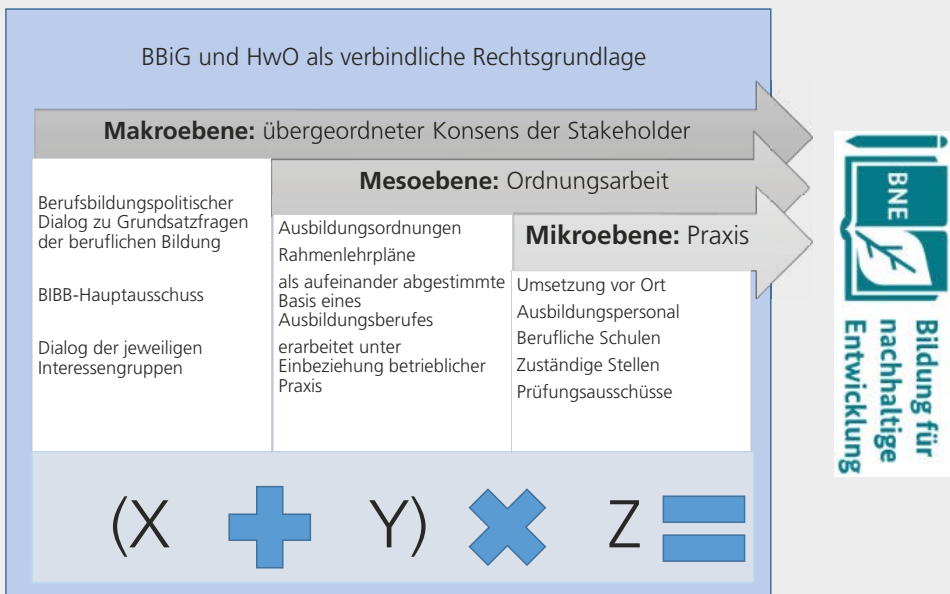 BBiG und HwO als verbindliche Rechtsgrundlage
Makroebene: übergeordneter Konsens der Stakeholder
Berufsbildungspolitischer
Dialog zu Grundsatzfragen
der beruflichen Bildung
BIBB-Hauptausschuss
Dialog der jeweiligen
Interessengruppen
Mesoebene: Ordnungsarbeit
Ausbildungsordnungen
Rahmenlehrpläne
als aufeinander abgestimmte
Basis eines
Ausbildungsberufes
erarbeitet unter
Einbeziehung betrieblicher
Praxis
Mikroebene: Praxis
Umsetzung vor Ort
Ausbildungspersonal
Berufliche Schulen
Zuständige Stellen
Prüfungsausschüsse
(X + Y) × Z =
BNE
Bildung für
nachhaltige
Entwicklung